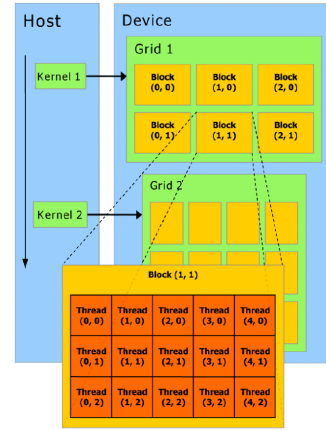 Host
Device
Grid 1
Kernel 1
Block Block Block
(0, 0) (1, 0) (2, 0)
Block Block Block
(0, 1) (1, 1) (2, 1)
Grid 2
Kernel 2
Block (1, 1)
Thread Thread Thread Thread Thread
(0, 0) (1, 0) (2, 0) (3, 0) (4, 0)
Thread Thread Thread Thread Thread
(0, 1) (1, 1) (2, 1) (3, 1) (4, 1)
Thread Thread Thread Thread Thread
(0, 2) (1, 2) (2, 2) (3, 2) (4, 2)